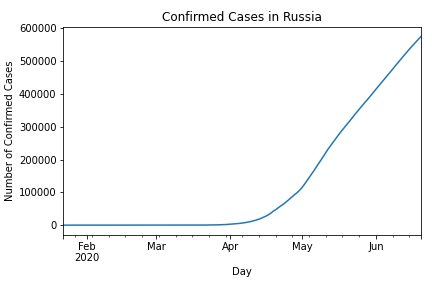 Confirmed Cases in Russia
Number of Confirmed Cases
600000
500000
400000
300000
200000
100000
0
Feb
2020
Mar
Apr
May
Jun
Day